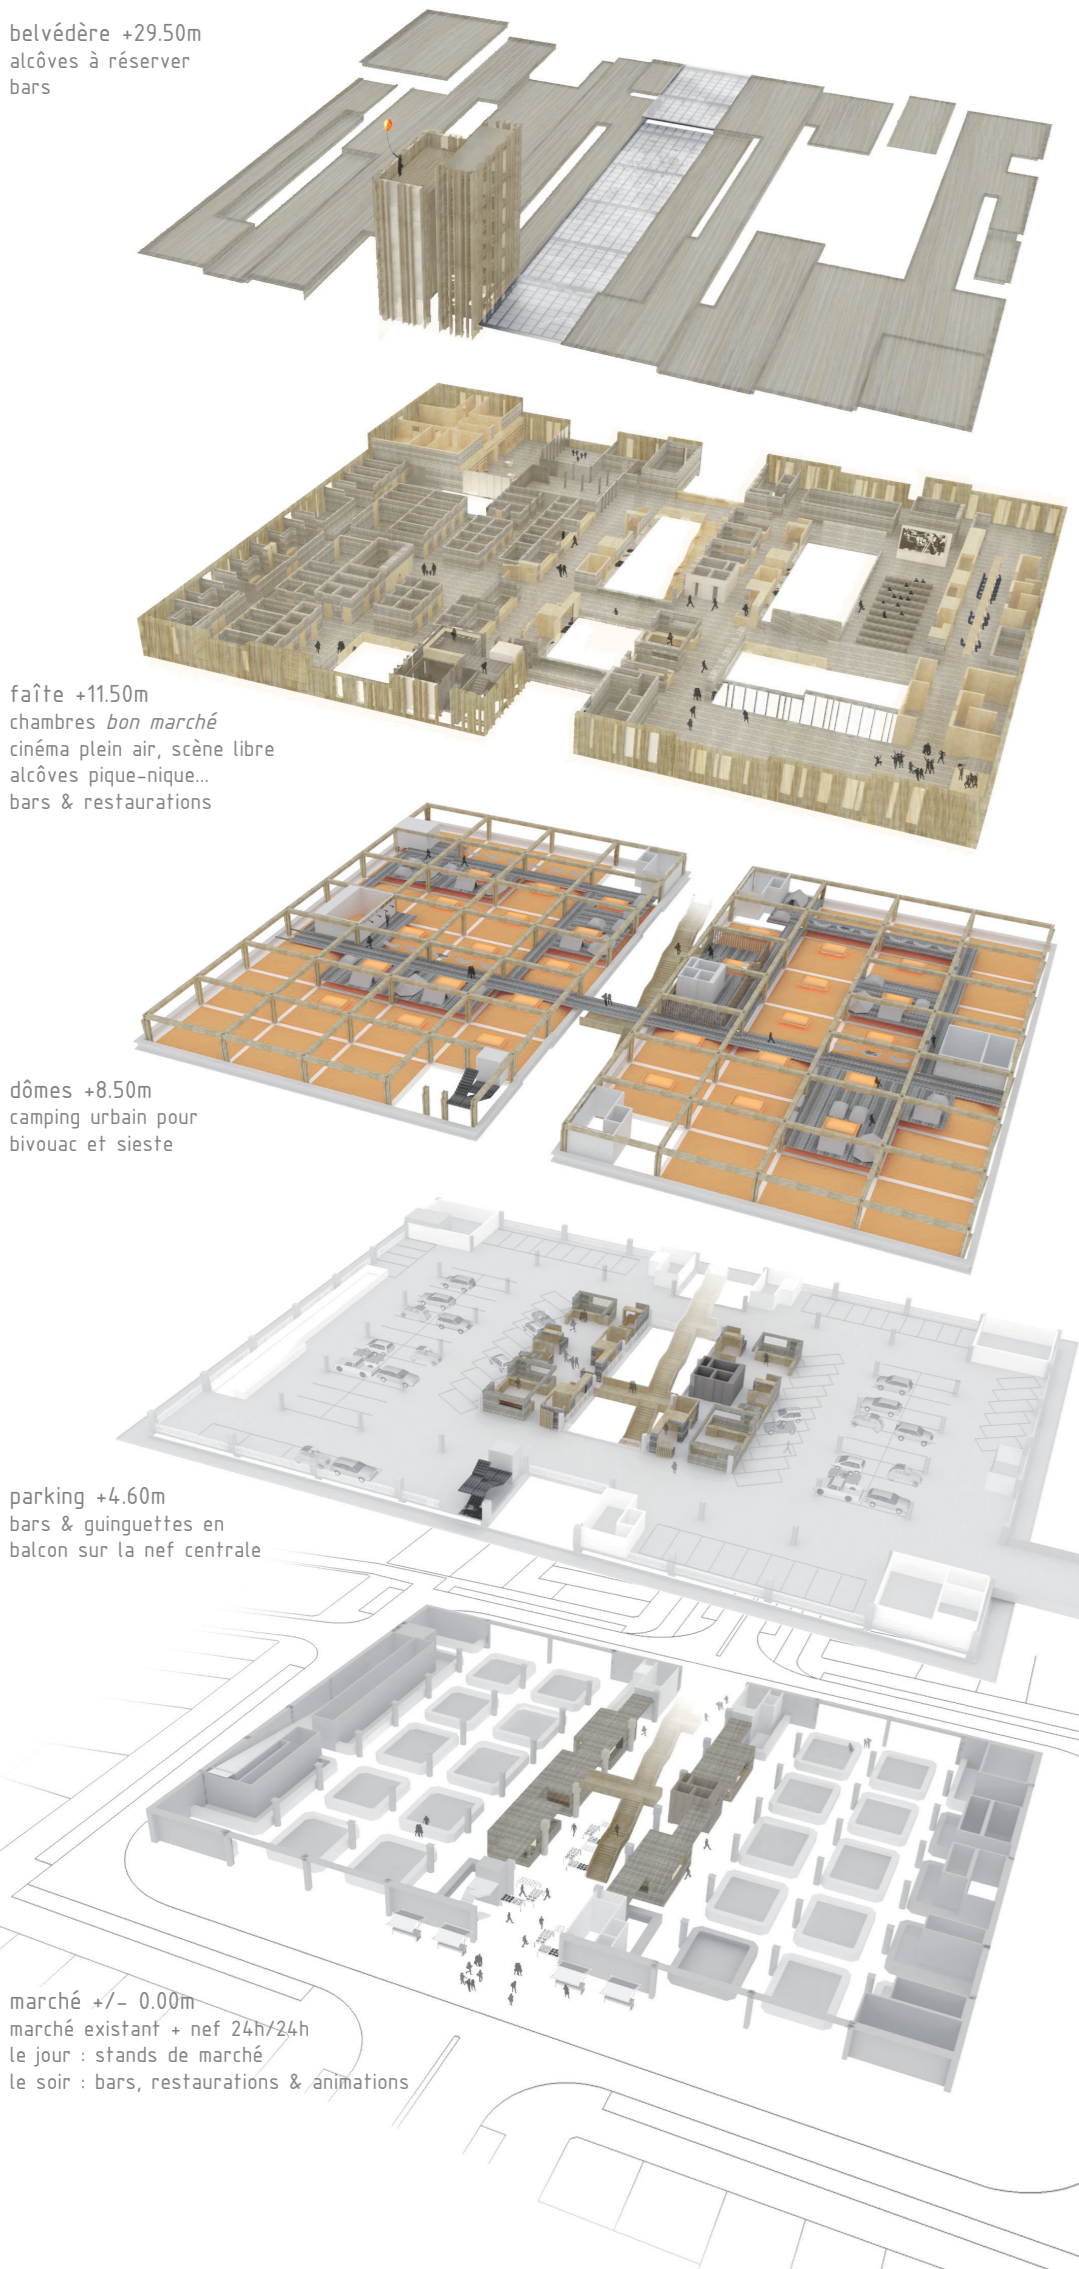 belvédère +29.50m
alcôves à réserver
bars
faîte +11.50m
chambres bon marché
cinéma plein air, scène libre
alcôves pique-nique...
bars & restaurations
dômes +8.50m
camping urbain pour
bivouac et sieste
parking +4.60m
bars & guinguettes en
balcon sur la nef centrale
marché +/- 0.00m
marché existant + nef 24h/24h
le jour : stands de marché
le soir : bars, restaurations & animations